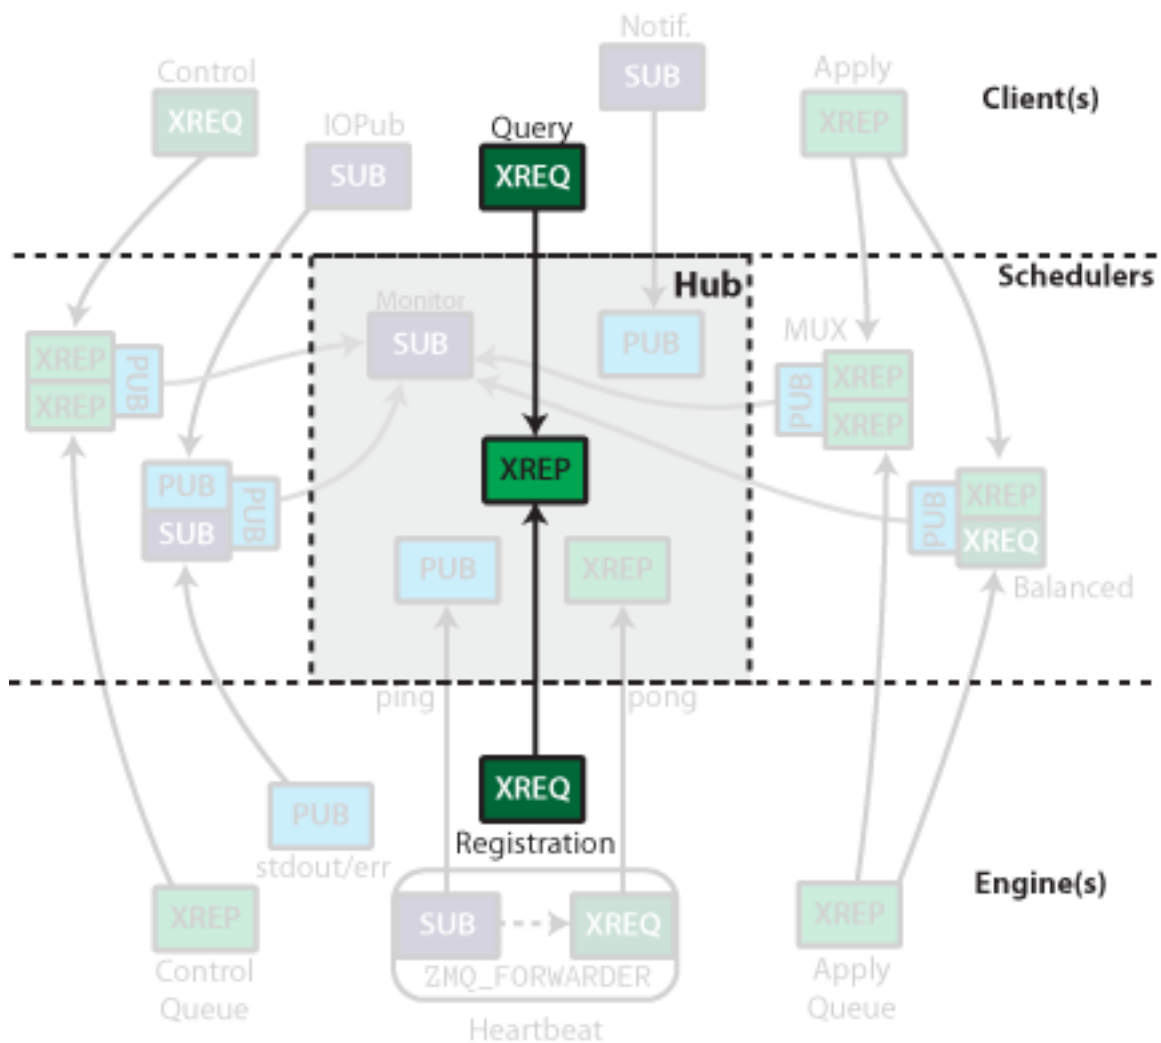 Notif.
SUB
Control
XREQ
Apply
XREP
Client(s)
IOPub
SUB
Query
XREQ
Hub
Schedulers
Monitor
SUB
PUB
MUX
XREP
XREP
PUB
XREP
XREP
PUB
XREP
PUB
SUB
PUB
XREP
XREQ
PUB
Balanced
PUB
XREP
ping
pong
XREQ
Registration
PUB
stdout/err
Engine(s)
XREP
Control
Queue
SUB
XREQ
ZMQ_FORWARDER
Heartbeat
XREP
Apply
Queue